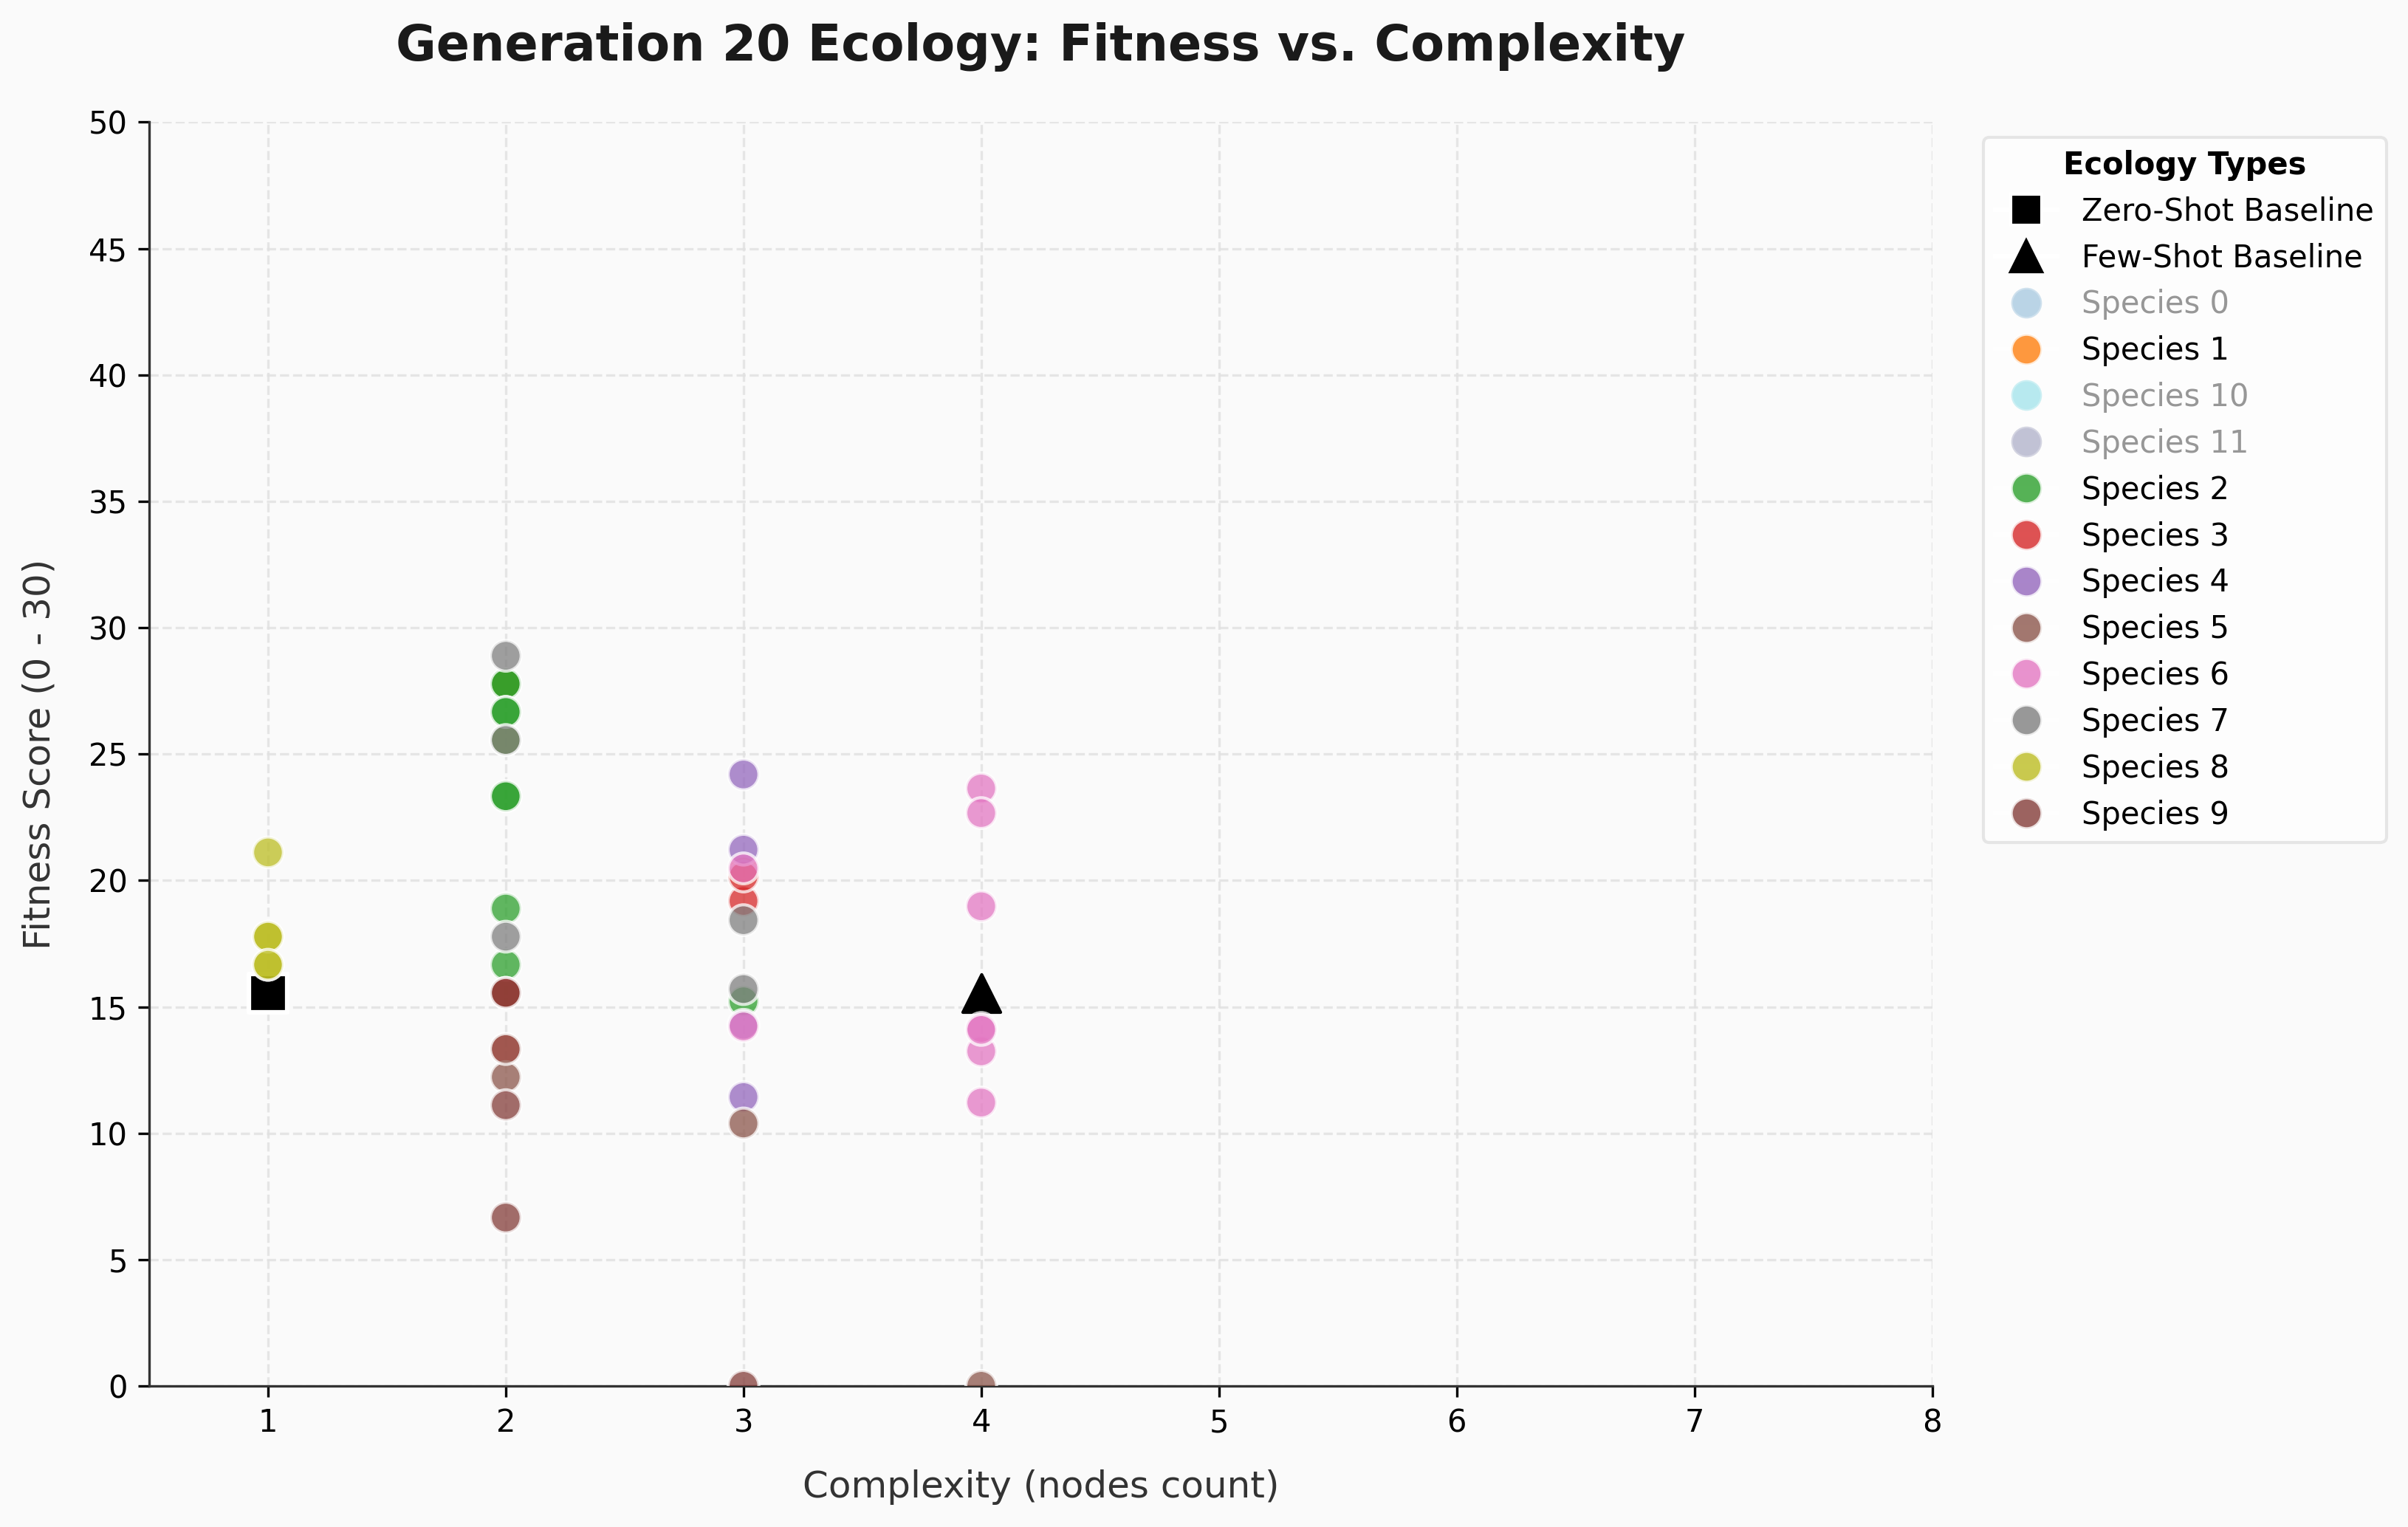 Generation 20 Ecology: Fitness vs. Complexity
Fitness Score (0 - 30)
50
45
40
35
30
25
20
15
10
5
0
1 2 3 4 5 6 7 8
Complexity (nodes count)
Ecology Types
Zero-Shot Baseline
Few-Shot Baseline
Species 0
Species 1
Species 10
Species 11
Species 2
Species 3
Species 4
Species 5
Species 6
Species 7
Species 8
Species 9